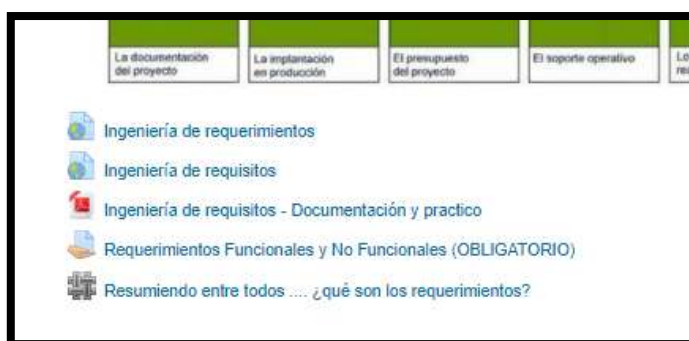 La documentación
del proyecto
La implantación
en producción
El presupuesto
del proyecto
El soporte operativo
Ingeniería de requerimientos
Ingeniería de requisitos
Ingeniería de requisitos - Documentación y practico
Requerimientos Funcionales y No Funcionales (OBLIGATORIO)
Resumiendo entre todos .... ¿qué son los requerimientos?